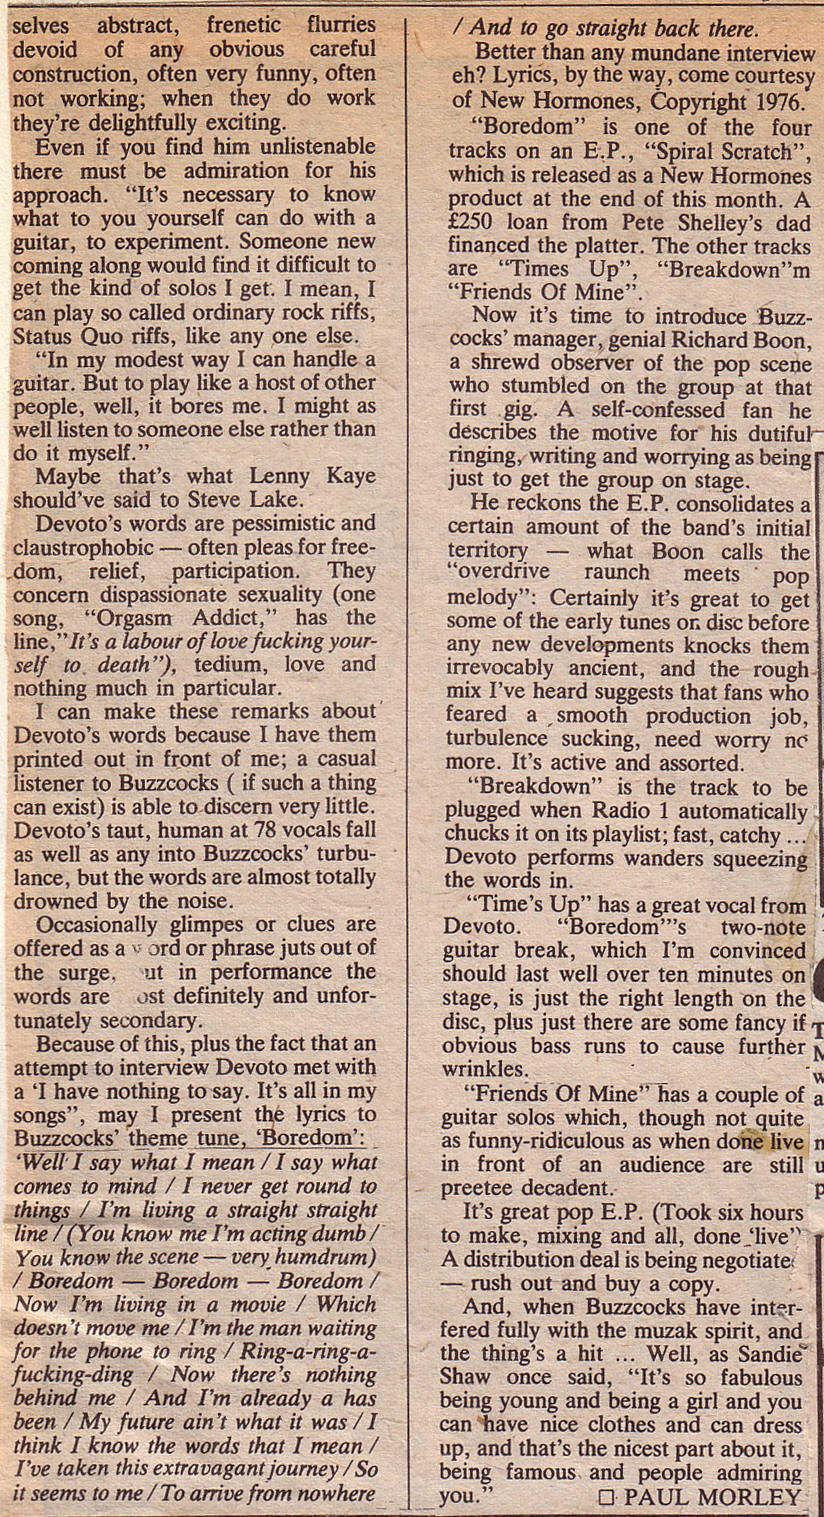 selves abstract, frenetic flurries
devoid of any obvious careful
construction, often very funny, often
not working; when they do work
they're delightfully exciting.
Even if you find him unlistenable
there must be admiration for his
approach. "It's necessary to know
what to you yourself can do with a
guitar, to experiment. Someone new
coming along would find it difficult to
get the kind of solos I get. I mean, I
can play so called ordinary rock riffs,
Status Quo riffs, like any one else.
"In my modest way I can handle a
guitar. But to play like a host of other
people, well, it bores me. I might as
well listen to someone else rather than
do it myself."
Maybe that's what Lenny Kaye
should've said to Steve Lake.
Devoto's words are pessimistic and
claustrophobic — often pleas for free-
dom, relief, participation. They
concern dispassionate sexuality (one
song, "Orgasm Addict," has the
line,"It's a labour of love fucking your-
self to death"), tedium, love and
nothing much in particular.
I can make these remarks about
Devoto's words because I have them
printed out in front of me; a casual
listener to Buzzcocks ( if such a thing
can exist) is able to discern very little.
Devoto's taut, human at 78 vocals fall
as well as any into Buzzcocks' turbu-
lance, but the words are almost totally
drowned by the noise.
Occasionally glimpes or clues are
offered as a word or phrase juts out of
the surge, ut in performance the
words are ost definitely and unfor-
tunately secondary.
Because of this, plus the fact that an
attempt to interview Devoto met with
a 'I have nothing to say. It's all in my
songs", may I present the lyrics to
Buzzcocks' theme tune, 'Boredom':
'Well I say what I mean / I say what
comes to mind / I never get round to
things / I'm living a straight straight
line / (You know me I'm acting dumb /
You know the scene — very humdrum)
/ Boredom — Boredom — Boredom /
Now I'm living in a movie / Which
doesn't move me / I'm the man waiting
for the phone to ring / Ring-a-ring-a-
fucking-ding / Now there's nothing
behind me / And I'm already a has
been / My future ain't what it was / I
think I know the words that I mean /
I've taken this extravagant journey / So
it seems to me / To arrive from nowhere
/ And to go straight back there.
Better than any mundane interview
eh? Lyrics, by the way, come courtesy
of New Hormones, Copyright 1976.
"Boredom" is one of the four
tracks on an E.P., "Spiral Scratch",
which is released as a New Hormones
product at the end of this month. A
£250 loan from Pete Shelley's dad
financed the platter. The other tracks
are "Times Up", "Breakdown"m
"Friends Of Mine".
Now it's time to introduce Buzz-
cocks' manager, genial Richard Boon,
a shrewd observer of the pop scene
who stumbled on the group at that
first gig. A self-confessed fan he
describes the motive for his dutiful
ringing, writing and worrying as being
just to get the group on stage.
He reckons the E.P. consolidates a
certain amount of the band's initial
territory — what Boon calls the
"overdrive raunch meets pop
melody": Certainly it's great to get
some of the early tunes on disc before
any new developments knocks them
irrevocably ancient, and the rough
mix I've heard suggests that fans who
feared a smooth production job,
turbulence sucking, need worry no
more. It's active and assorted.
"Breakdown" is the track to be
plugged when Radio 1 automatically
chucks it on its playlist; fast, catchy ...
Devoto performs wanders squeezing
the words in.
"Time's Up" has a great vocal from
Devoto. "Boredom"'s two-note
guitar break, which I'm convinced
should last well over ten minutes on
stage, is just the right length on the
disc, plus just there are some fancy if
obvious bass runs to cause further
wrinkles.
"Friends Of Mine" has a couple of
guitar solos which, though not quite
as funny-ridiculous as when done live
in front of an audience are still
preetee decadent.
It's great pop E.P. (Took six hours
to make, mixing and all, done 'live")
A distribution deal is being negotiate
— rush out and buy a copy.
And, when Buzzcocks have inter-
fered fully with the muzak spirit, and
the thing's a hit ... Well, as Sandie
Shaw once said, "It's so fabulous
being young and being a girl and you
can have nice clothes and can dress
up, and that's the nicest part about it,
being famous and people admiring
you." □ PAUL MORLEY